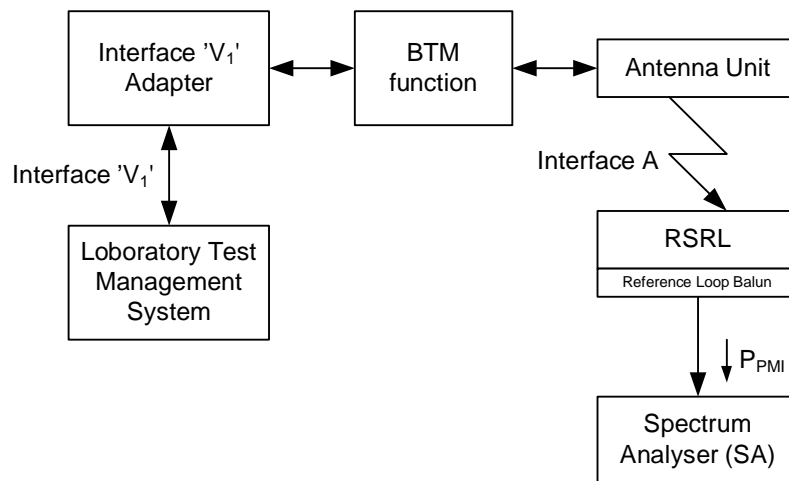 Interface 'V₁'
Adapter
BTM
function
Antenna Unit
Interface 'V₁'
Interface A
Loboratory Test
Management
System
RSRL
Reference Loop Balun
P_PMI
Spectrum
Analyser (SA)